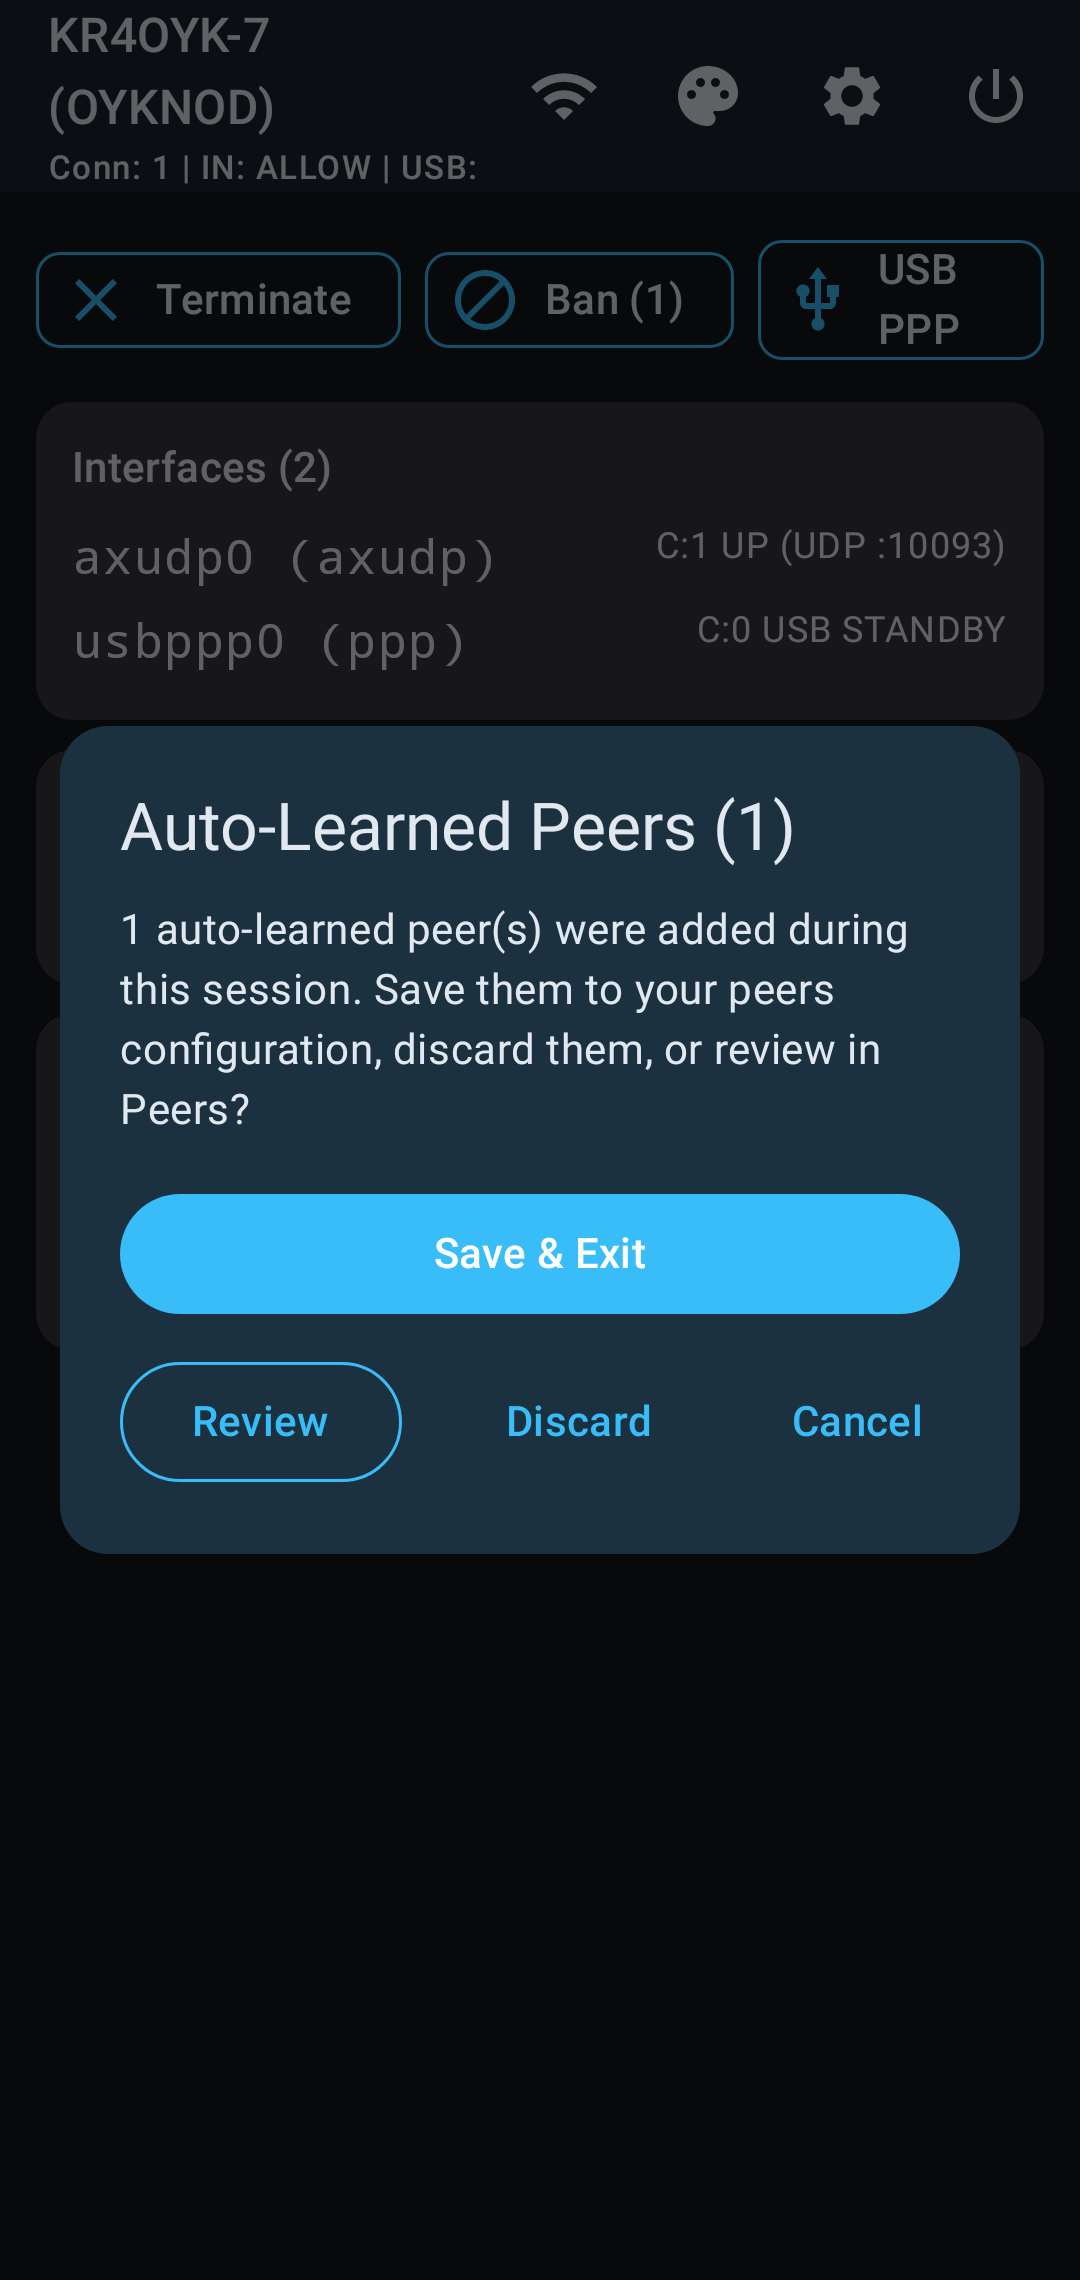 KR4OYK-7
(OYKNOD)
Conn: 1 | IN: ALLOW | USB:
Terminate
Ban (1)
USB
PPP
Interfaces (2)
axudp0 (axudp)
C:1 UP (UDP :10093)
usbppp0 (ppp)
C:0 USB STANDBY
Auto-Learned Peers (1)
1 auto-learned peer(s) were added during
this session. Save them to your peers
configuration, discard them, or review in
Peers?
Save & Exit
Review
Discard
Cancel